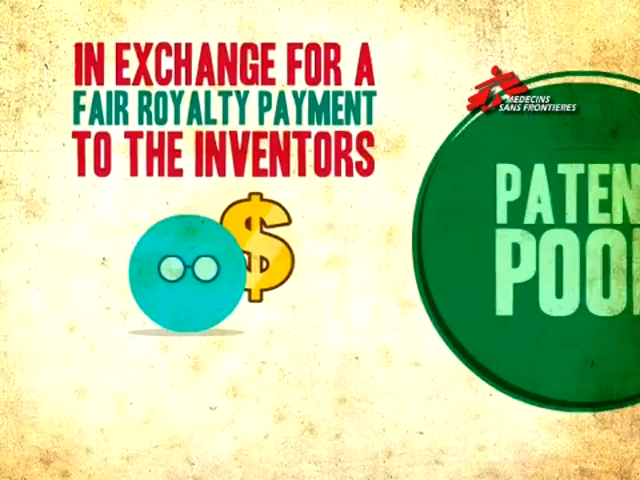 IN EXCHANGE FOR A
FAIR ROYALTY PAYMENT
TO THE INVENTORS
$
MEDECINS
SANS FRONTIERES
PATEN
POO